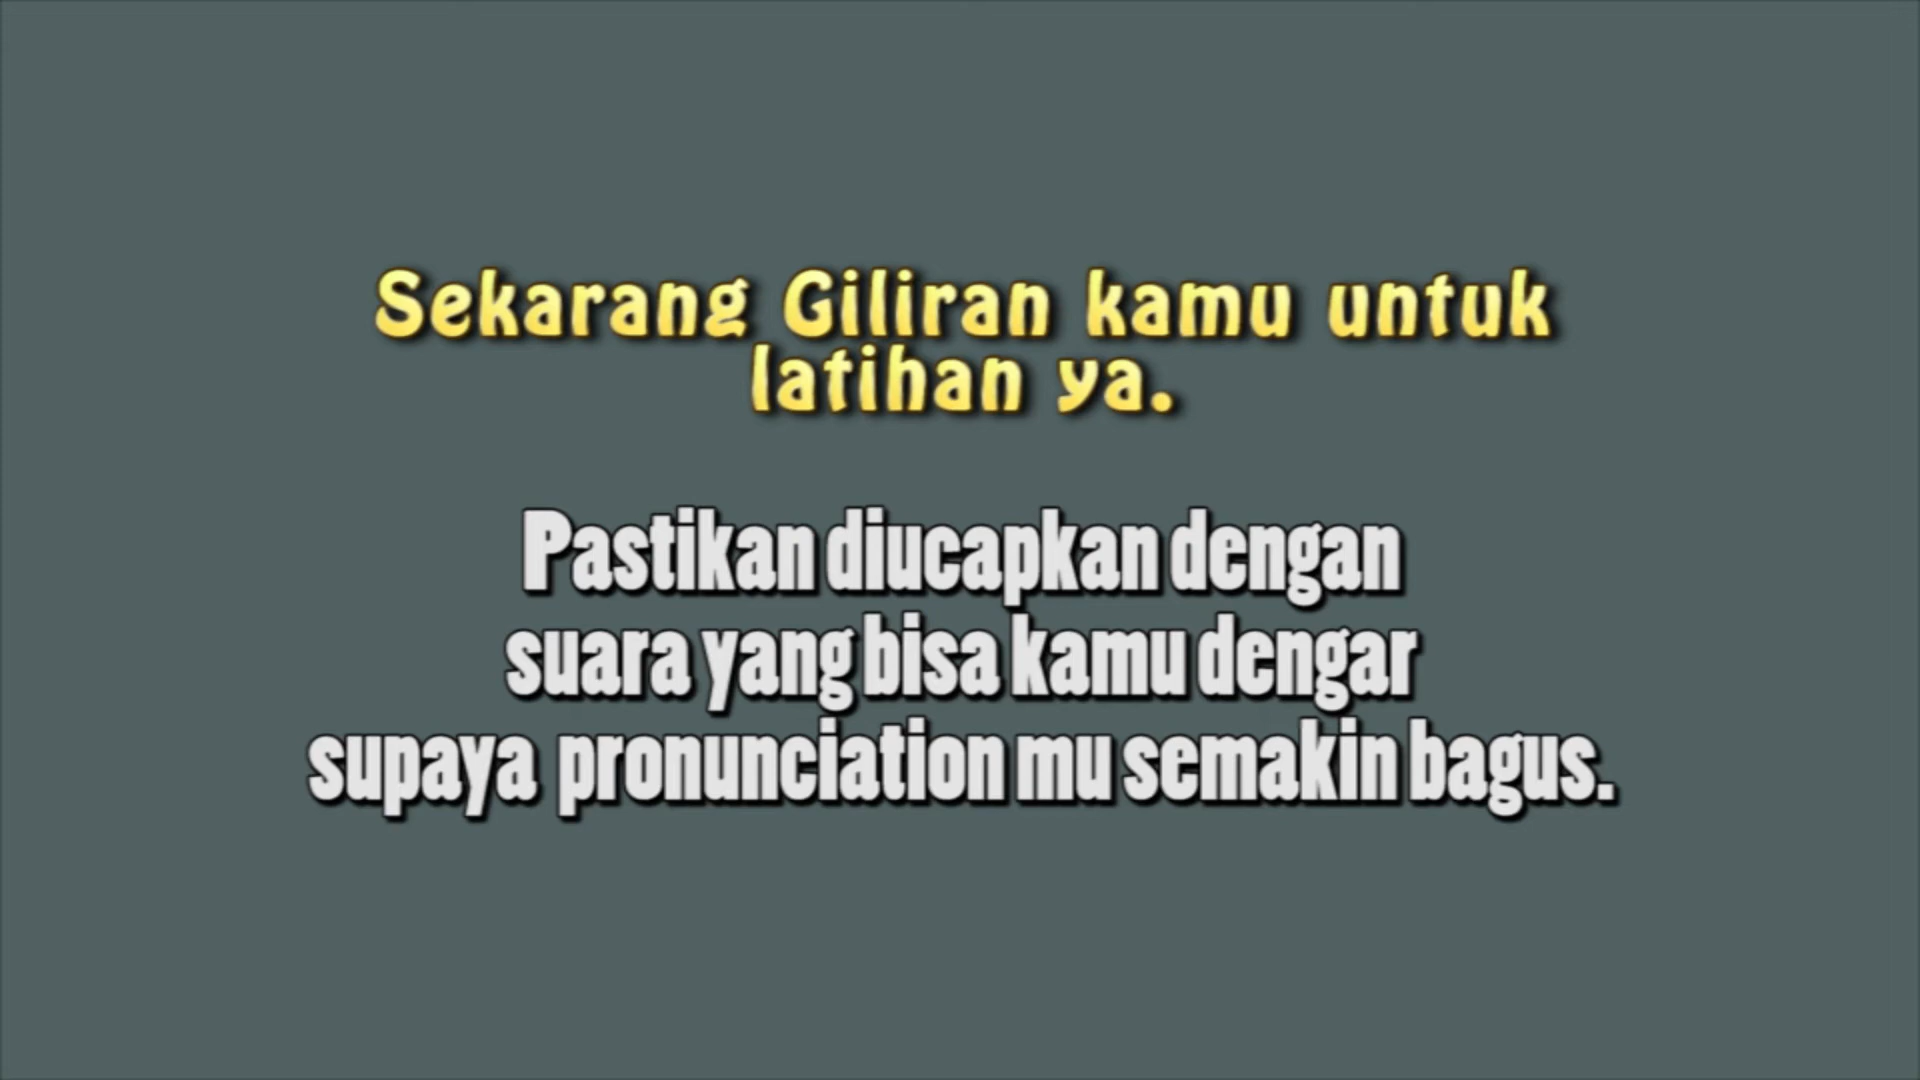 Sekarang Giliran kamu untuk
latihan ya.
Pastikan diucapkan dengan
suara yang bisa kamu dengar
supaya pronunciation mu semakin bagus.